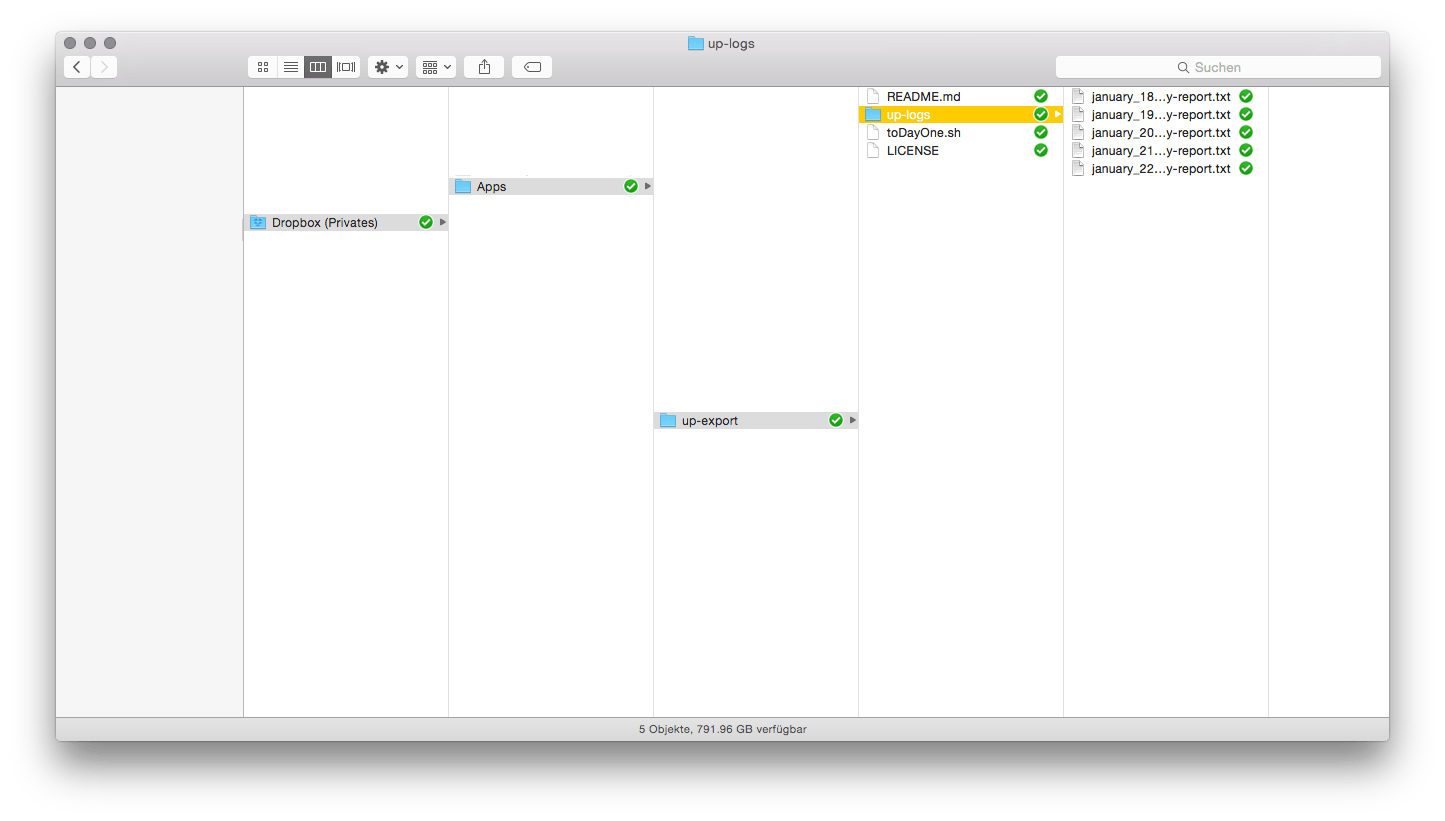 up-logs
Suchen
Dropbox (Privates)
Apps
up-export
README.md
up-logs
toDayOne.sh
LICENSE
january_18...y-report.txt
january_19...y-report.txt
january_20...y-report.txt
january_21...y-report.txt
january_22...y-report.txt
5 Objekte, 791.96 GB verfügbar